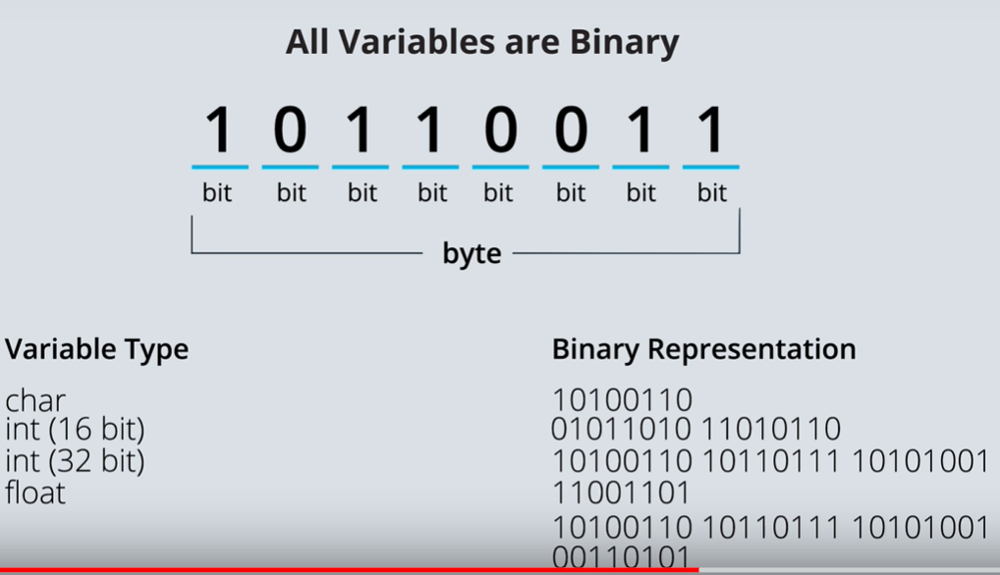 All Variables are Binary
1 0 1 1 0 0 1 1
bit bit bit bit bit bit bit bit
byte
Variable Type
char
int (16 bit)
int (32 bit)
float
Binary Representation
10100110
01011010 11010110
10100110 10110111 10101001
11001101
10100110 10110111 10101001
00110101